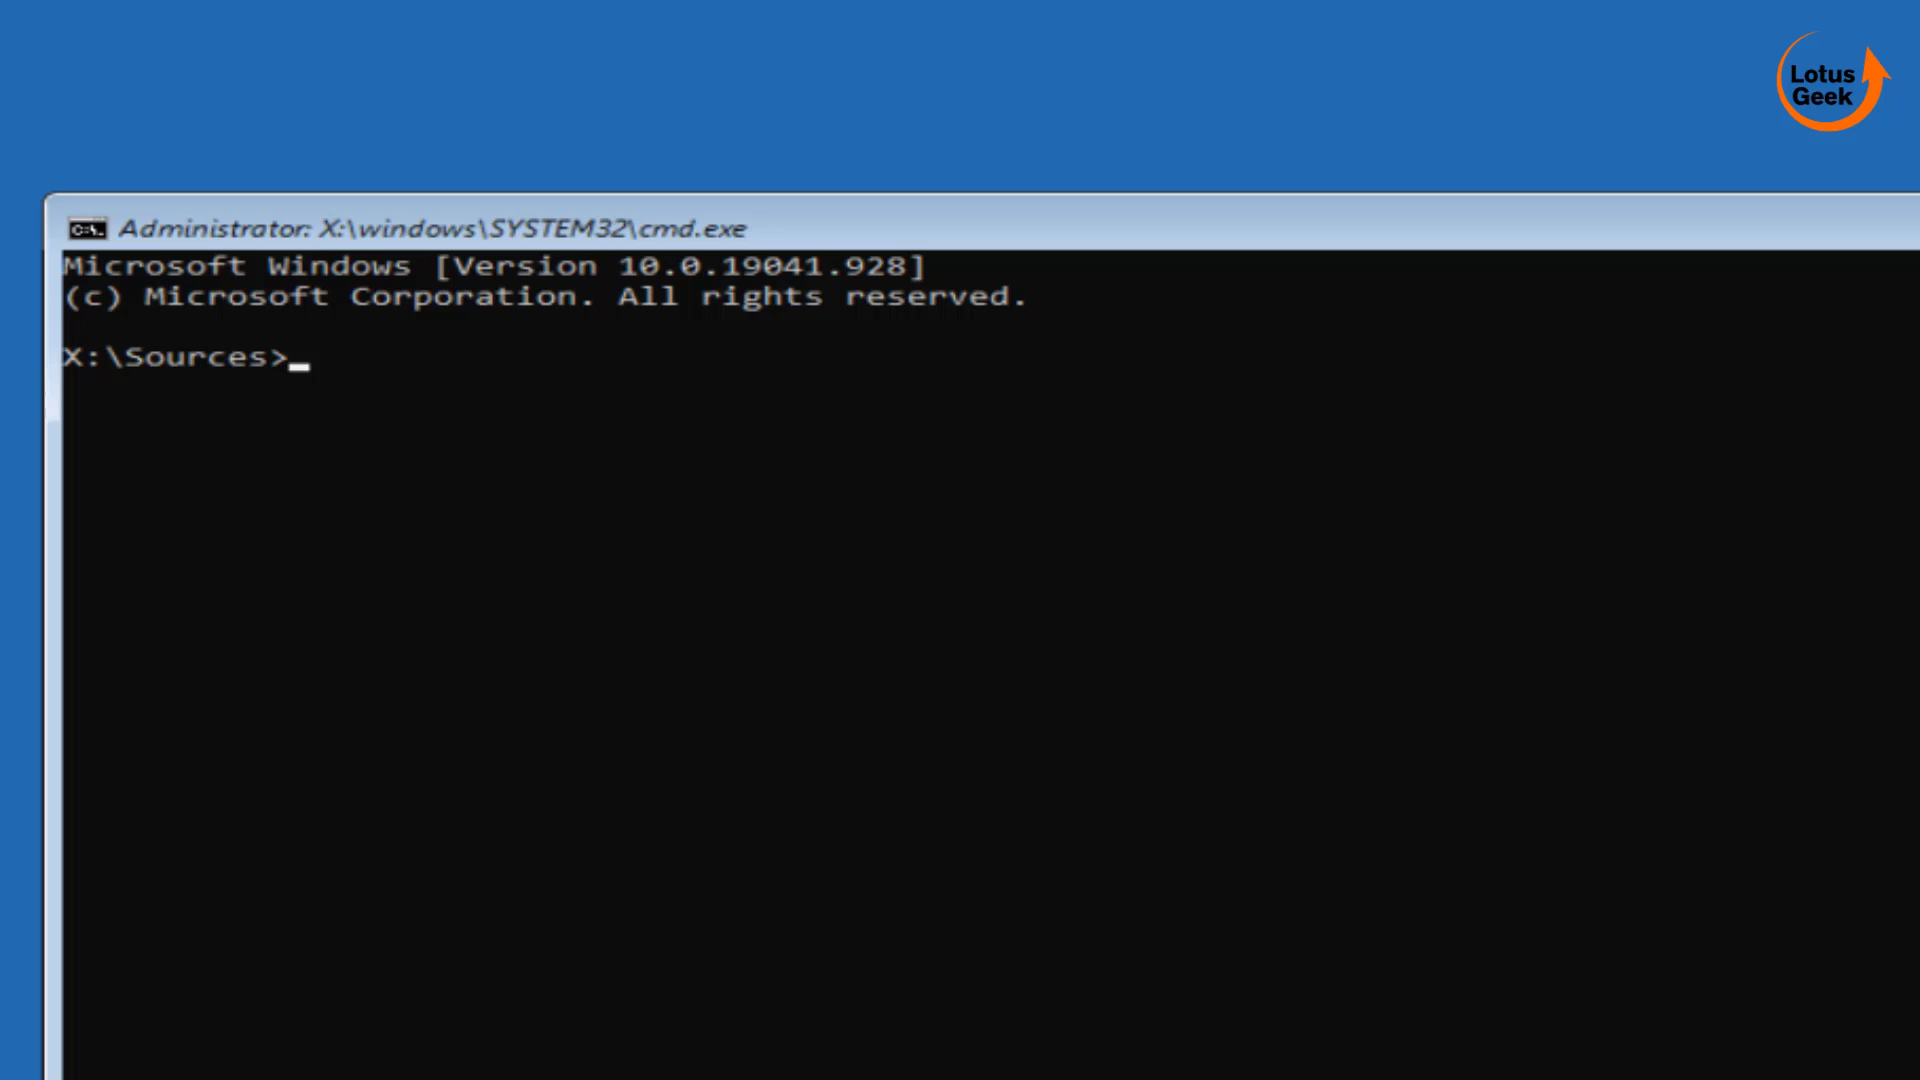 Lotus
Geek
C:\.
Administrator: X:\windows\SYSTEM32\cmd.exe
Microsoft Windows [Version 10.0.19041.928]
(c) Microsoft Corporation. All rights reserved.
X:\Sources>